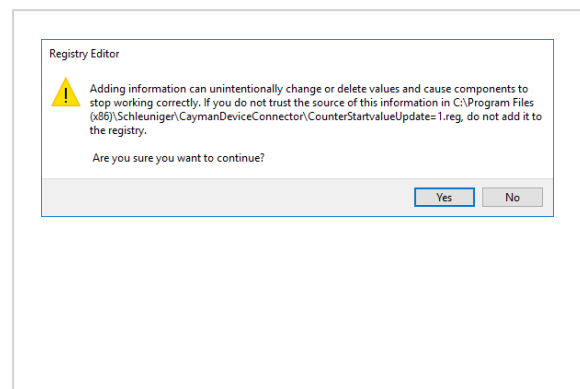 Registry Editor
Adding information can unintentionally change or delete values and cause components to
stop working correctly. If you do not trust the source of this information in C:\Program Files
(x86)\Schleuniger\CaymanDeviceConnector\CounterStartvalueUpdate=1.reg, do not add it to
the registry.
Are you sure you want to continue?
Yes No